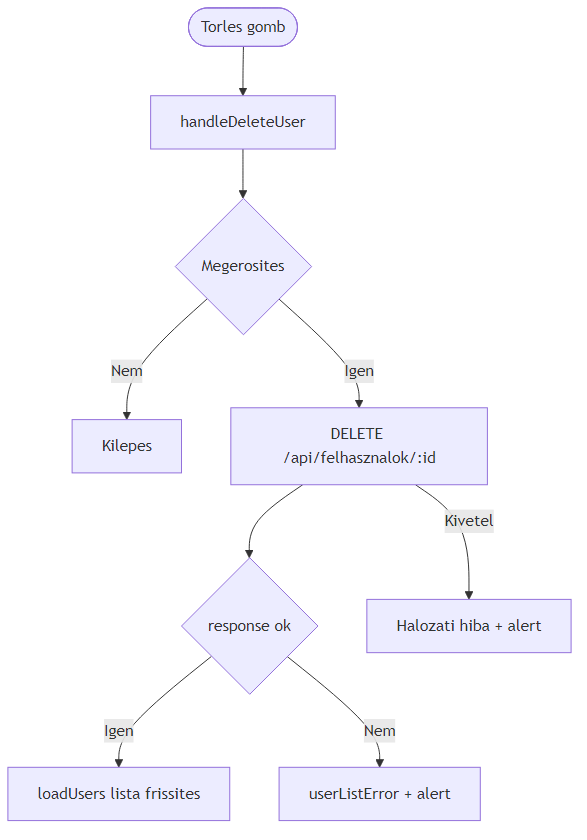 Torles gomb
handleDeleteUser
Megerosites
Nem
Igen
Kilepes
DELETE
/api/felhasznalok/:id
Kivetel
response ok
Halozati hiba + alert
Igen
Nem
loadUsers lista frissites
userListError + alert